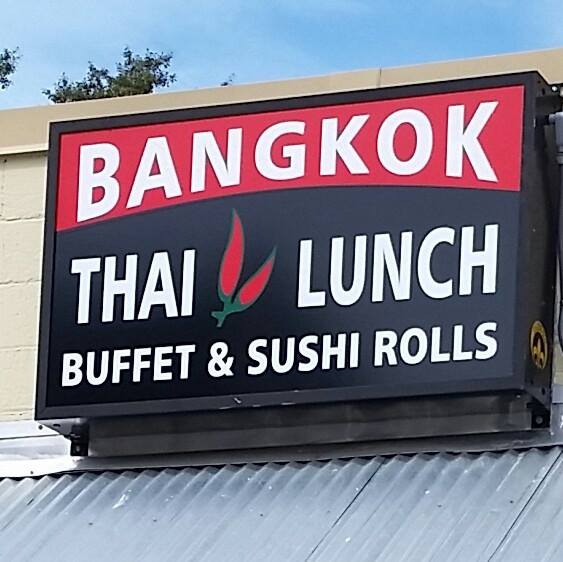 BANGKOK
THAI LUNCH
BUFFET & SUSHI ROLLS